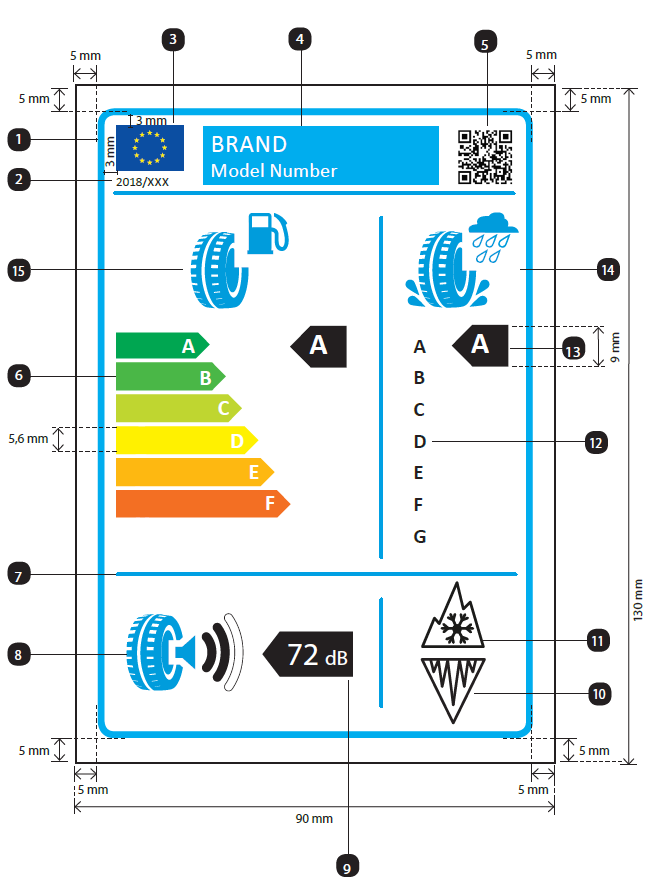 3
4
5
5 mm
5 mm
5 mm
5 mm
1
3 mm
3 mm
BRAND
Model Number
2
2018/XXX
15
14
A
A
A
A
13
9 mm
6
B
B
C
C
5,6 mm
D
D
12
E
E
F
F
G
7
130 mm
8
72 dB
11
10
5 mm
5 mm
5 mm
5 mm
90 mm
9